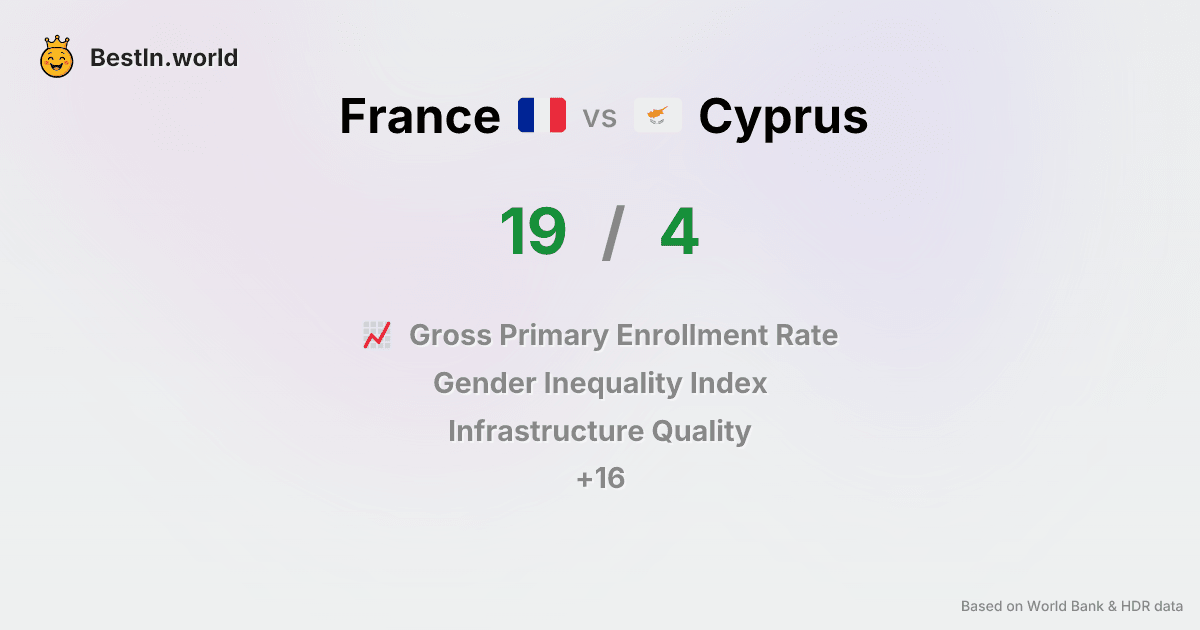 BestIn.world
France vs Cyprus
19 / 4
Gross Primary Enrollment Rate
Gender Inequality Index
Infrastructure Quality
+16
Based on World Bank & HDR data